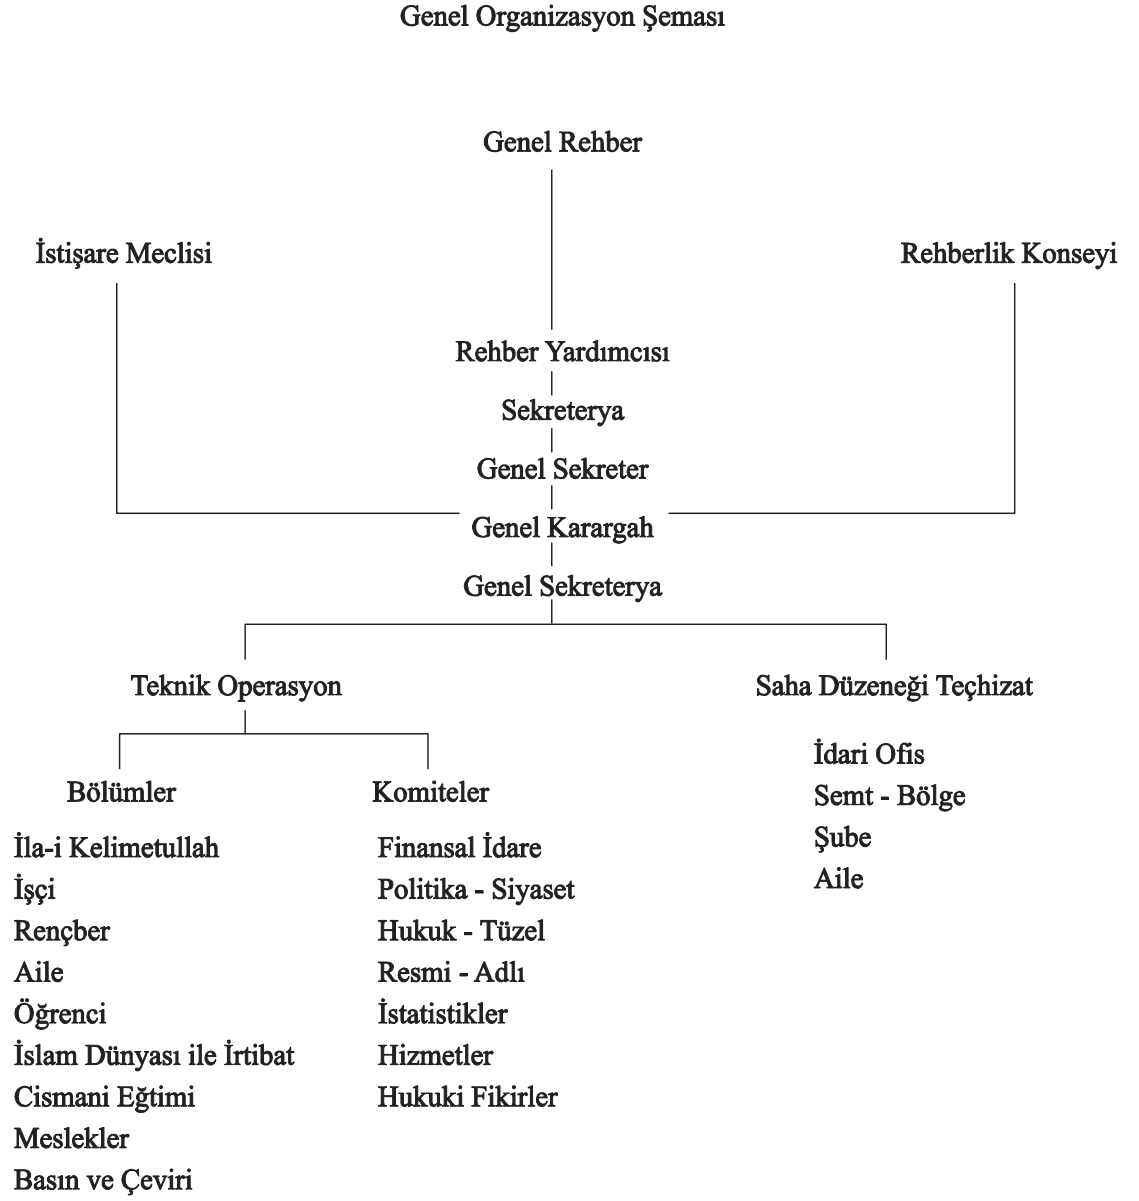 Genel Organizasyon Şeması
Genel Rehber
İstişare Meclisi
Rehberlik Konseyi
Rehber Yardımcısı
Sekreterya
Genel Sekreter
Genel Karargah
Genel Sekreterya
Teknik Operasyon
Saha Düzeneği Teçhizat
İdari Ofis
Semt - Bölge
Şube
Aile
Bölümler
İla-i Kelimetullah
İşçi
Rençber
Aile
Öğrenci
İslam Dünyası ile İrtibat
Cismani Eğtimi
Meslekler
Basın ve Çeviri
Komiteler
Finansal İdare
Politika - Siyaset
Hukuk - Tüzel
Resmi - Adlı
İstatistikler
Hizmetler
Hukuki Fikirler